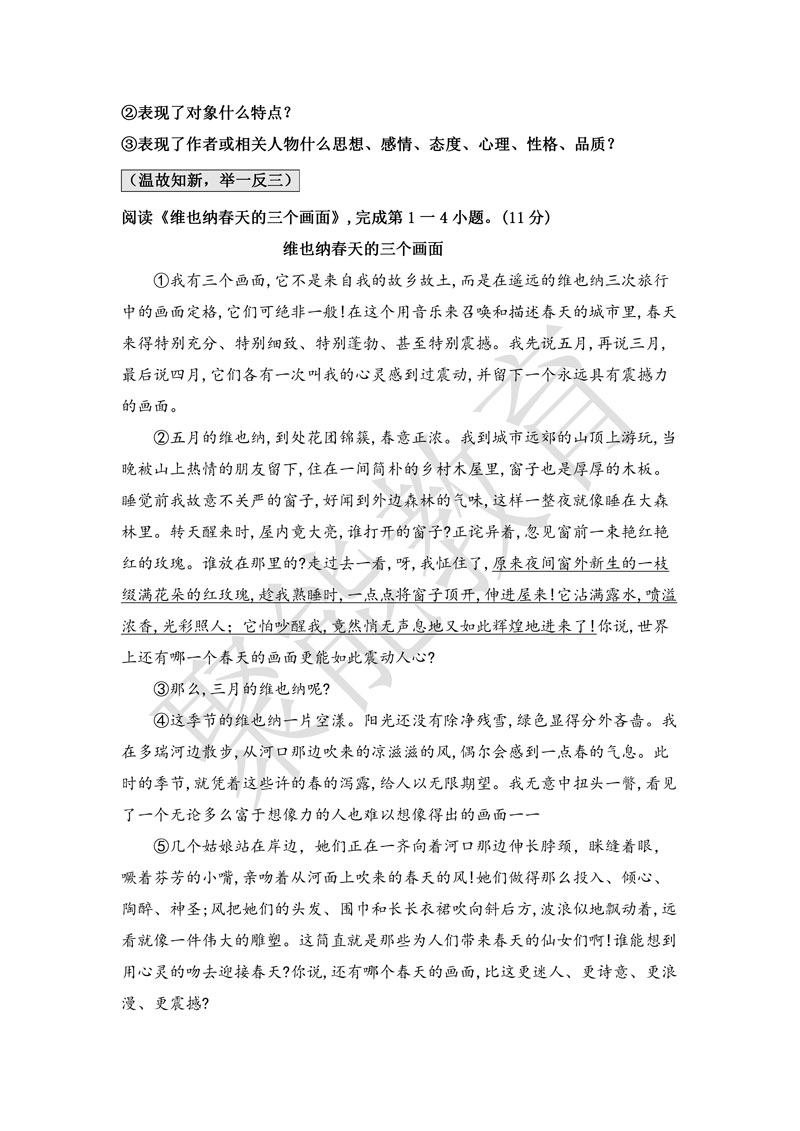 ②表现了对象什么特点?
③表现了作者或相关人物什么思想、感情、态度、心理、性格、品质?
(温故知新，举一反三)
阅读《维也纳春天的三个画面》,完成第1一4小题。(11分)
维也纳春天的三个画面
①我有三个画面,它不是来自我的故乡故土,而是在遥远的维也纳三次旅行
中的画面定格,它们可绝非一般!在这个用音乐来召唤和描述春天的城市里,春天
来得特别充分、特别细致、特别蓬勃、甚至特别震撼。我先说五月,再说三月,
最后说四月,它们各有一次叫我的心灵感到过震动,并留下一个永远具有震撼力
的画面。
②五月的维也纳,到处花团锦簇,春意正浓。我到城市远郊的山顶上游玩,当
晚被山上热情的朋友留下,住在一间简朴的乡村木屋里,窗子也是厚厚的木板。
睡觉前我故意不关严的窗子,好闻到外边森林的气味,这样一整夜就像睡在大森
林里。转天醒来时,屋内竟大亮,谁打开的窗子?正诧异着,忽见窗前一束艳红艳
红的玫瑰。谁放在那里的?走过去一看,呀,我怔住了,原来夜间窗外新生的一枝
缀满花朵的红玫瑰,趁我熟睡时,一点点将窗子顶开,伸进屋来!它沾满露水,喷溢
浓香,光彩照人；它怕吵醒我,竟然悄无声息地又如此辉煌地进来了!你说,世界
上还有哪一个春天的画面更能如此震动人心?
③那么,三月的维也纳呢?
④这季节的维也纳一片空漾。阳光还没有除净残雪,绿色显得分外吝啬。我
在多瑙河边散步,从河口那边吹来的凉滋滋的风,偶尔会感到一点春的气息。此
时的季节,就凭着这些许的春的泻露,给人以无限期望。我无意中扭头一瞥,看见
了一个无论多么富于想像力的人也难以想像得出的画面一一
⑤几个姑娘站在岸边，她们正在一齐向着河口那边伸长脖颈，眯缝着眼，
噘着芬芳的小嘴,亲吻着从河面上吹来的春天的风!她们做得那么投入、倾心、
陶醉、神圣;风把她们的头发、围巾和长长衣裙吹向斜后方,波浪似地飘动着,远
看就像一件伟大的雕塑。这简直就是那些为人们带来春天的仙女们啊!谁能想到
用心灵的吻去迎接春天?你说,还有哪个春天的画面,比这更迷人、更诗意、更浪
漫、更震撼?
聚能教育